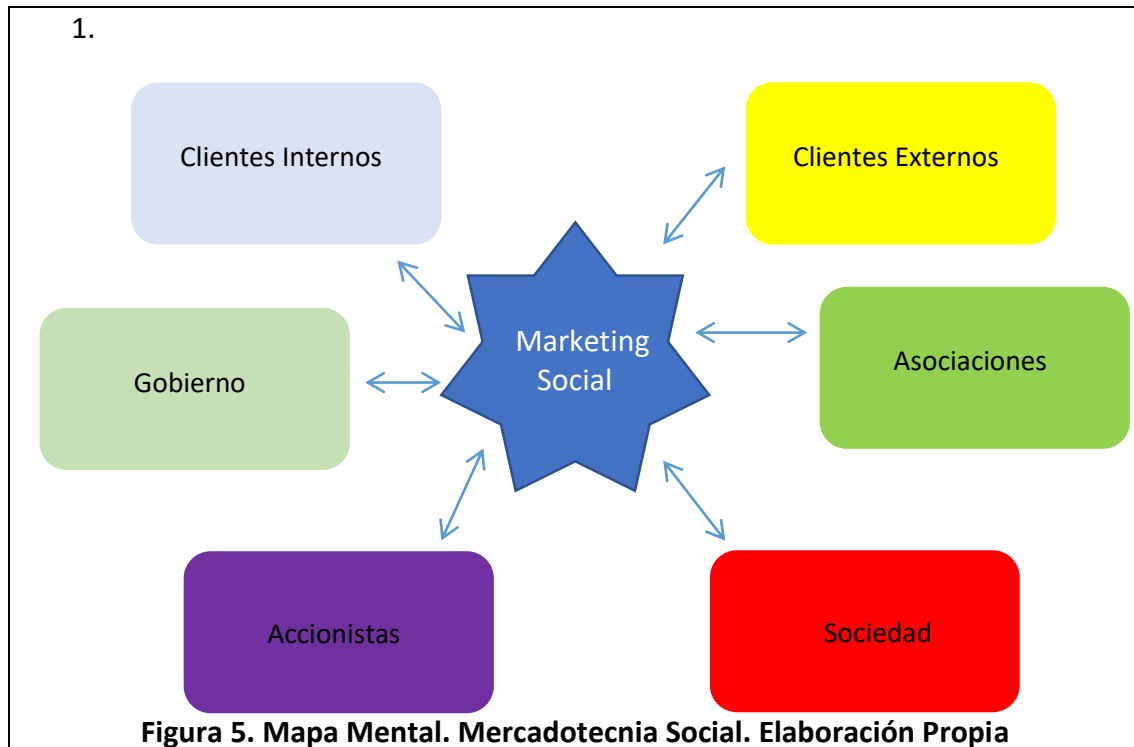 1.
Clientes Internos
Clientes Externos
Marketing
Social
Gobierno
Asociaciones
Accionistas
Sociedad
Figura 5. Mapa Mental. Mercadotecnia Social. Elaboración Propia